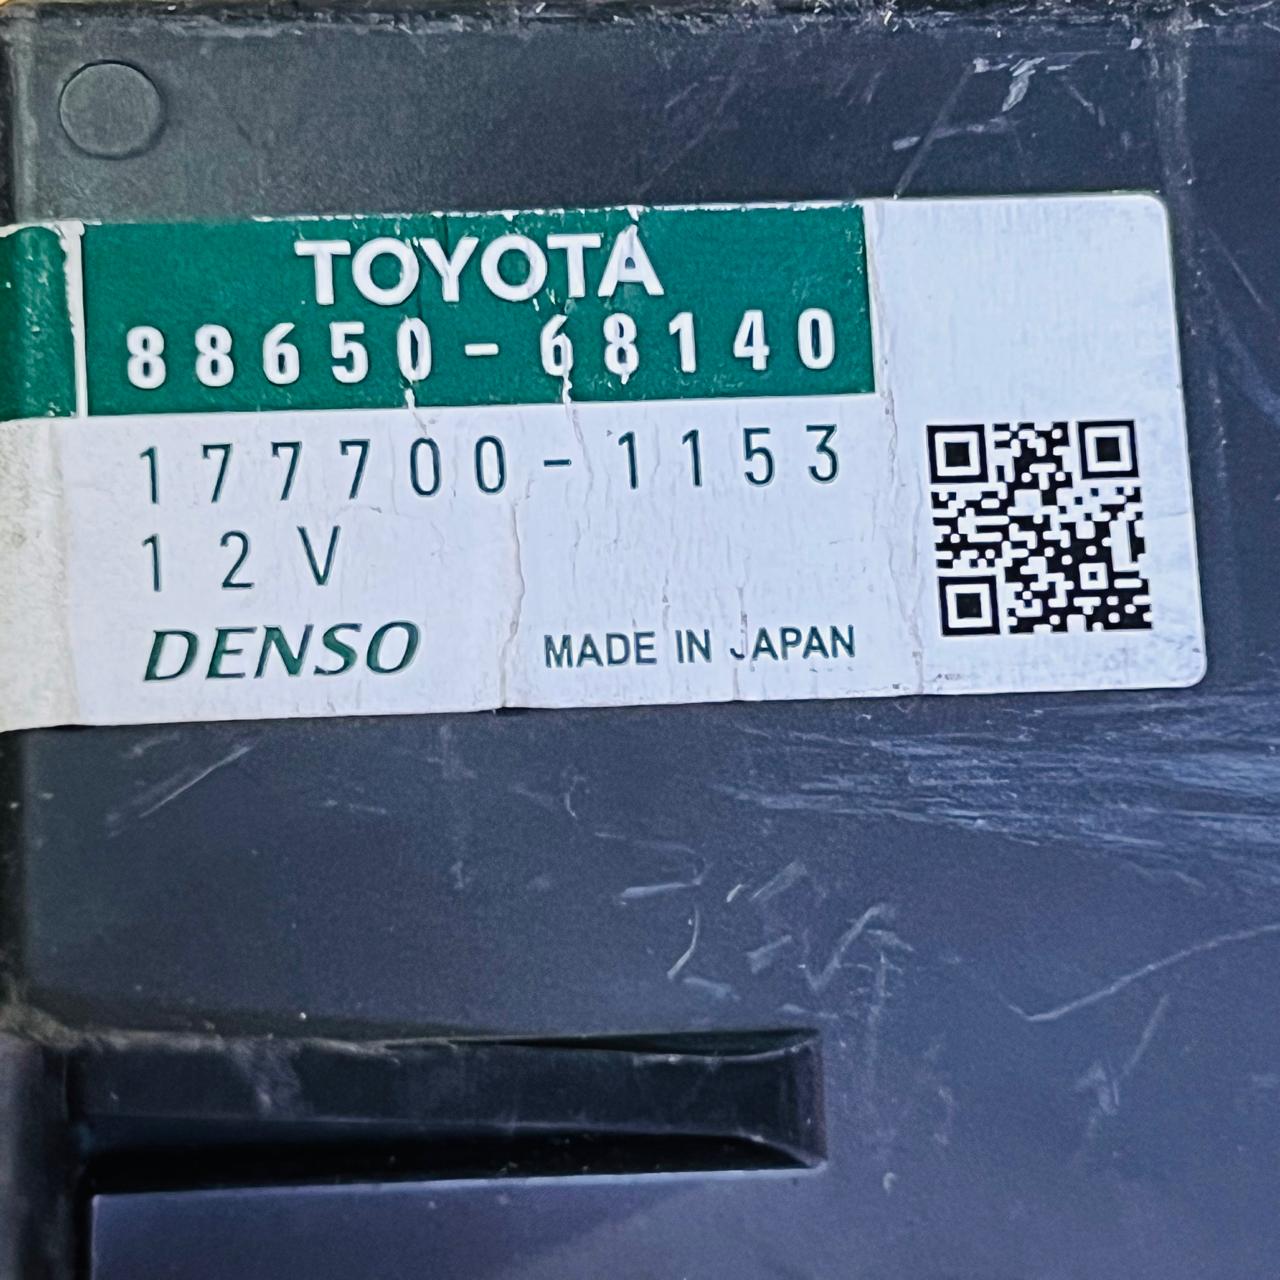 TOYOTA
88650-68140
177700-1153
12V
DENSO
MADE IN JAPAN